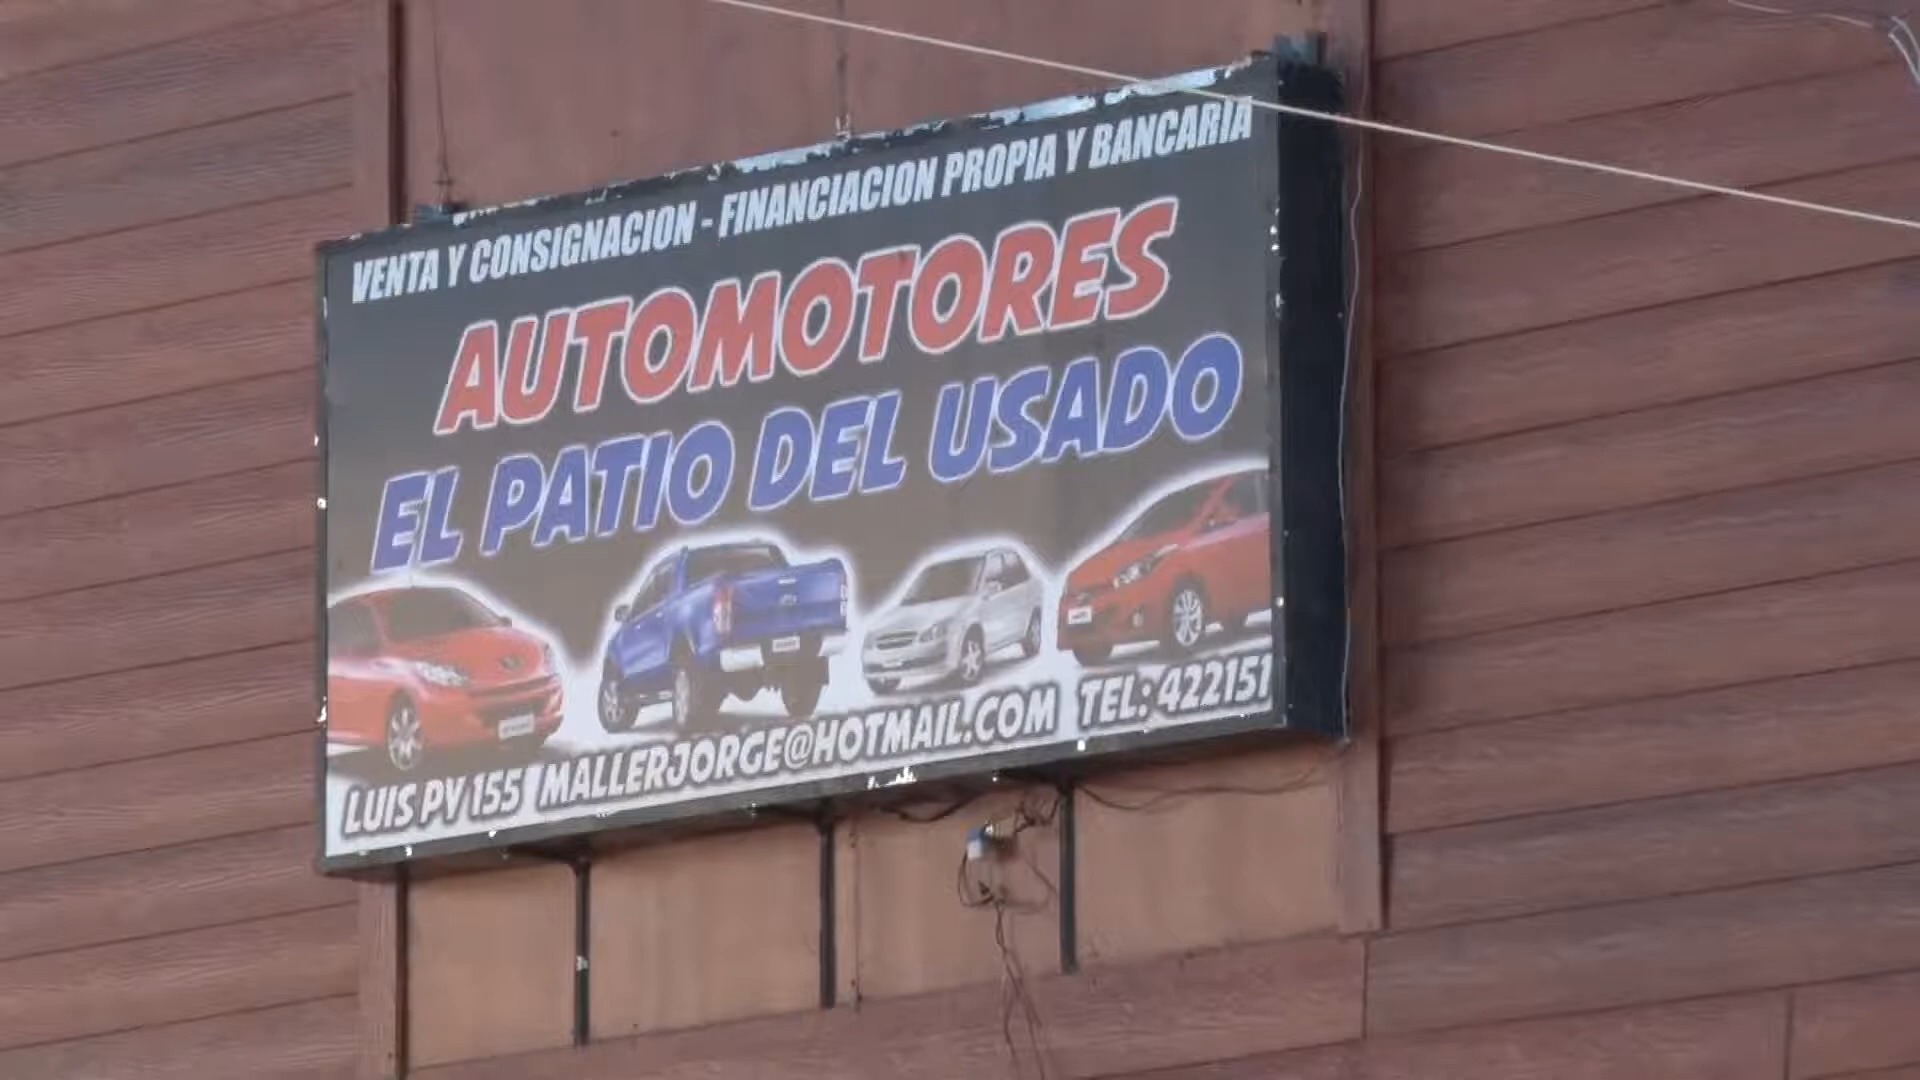 VENTA Y CONSIGNACION - FINANCIACION PROPIA Y BANCARIA
AUTOMOTORES
EL PATIO DEL USADO
LUIS PY 155 MALLERJORGE@HOTMAIL.COM TEL: 422151